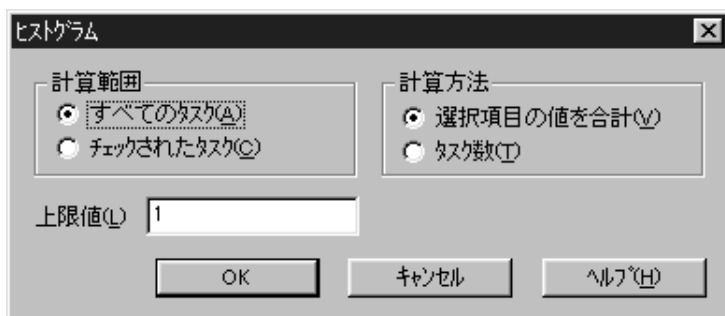 ヒストグラム
計算範囲
すべてのタスク(A)
チェックされたタスク(C)
計算方法
選択項目の値を合計(V)
タスク数(T)
上限値(L) 1
OK キャンセル ヘルプ(H)